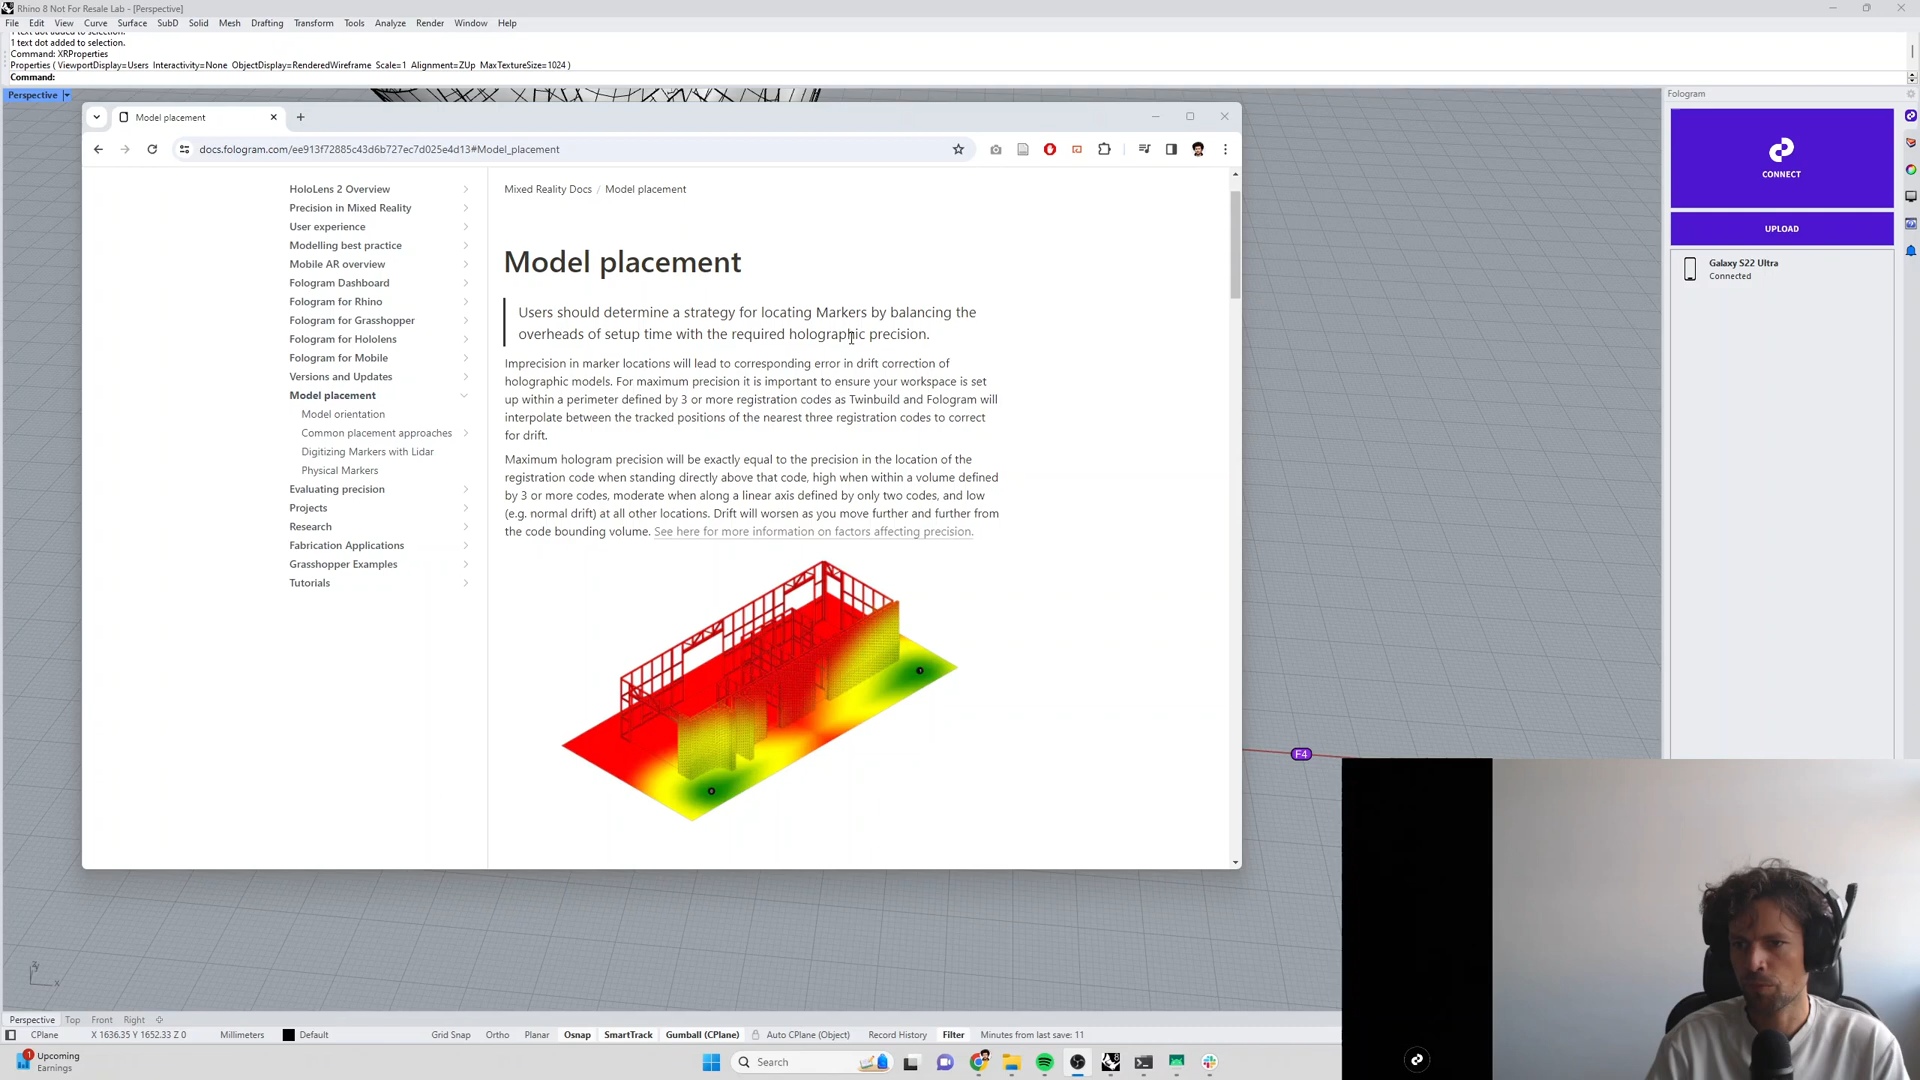 Rhino 8 Not For Resale Lab - [Perspective]
File Edit View Curve Surface SubD Solid Mesh Drafting Transform Tools Analyze Render Window Help
1 text dot added to selection.
1 text dot added to selection.
Command: XRProperties
Properties ( ViewportDisplay=Users Interactivity=None ObjectDisplay=RenderedWireframe Scale=1 Alignment=ZUp MaxTextureSize=1024 )
Command:
Perspective
Fologram
Model placement
docs.fologram.com/ee913f72885c43d6b727ec7d025e4d13#Model_placement
HoloLens 2 Overview
Precision in Mixed Reality
User experience
Modelling best practice
Mobile AR overview
Fologram Dashboard
Fologram for Rhino
Fologram for Grasshopper
Fologram for Hololens
Fologram for Mobile
Versions and Updates
Model placement
Model orientation
Common placement approaches
Digitizing Markers with Lidar
Physical Markers
Evaluating precision
Projects
Research
Fabrication Applications
Grasshopper Examples
Tutorials
Mixed Reality Docs / Model placement
Model placement
Users should determine a strategy for locating Markers by balancing the
overheads of setup time with the required holographic precision.
Imprecision in marker locations will lead to corresponding error in drift correction of
holographic models. For maximum precision it is important to ensure your workspace is set
up within a perimeter defined by 3 or more registration codes as Twinbuild and Fologram will
interpolate between the tracked positions of the nearest three registration codes to correct
for drift.
Maximum hologram precision will be exactly equal to the precision in the location of the
registration code when standing directly above that code, high when within a volume defined
by 3 or more codes, moderate when along a linear axis defined by only two codes, and low
(e.g. normal drift) at all other locations. Drift will worsen as you move further and further from
the code bounding volume. See here for more information on factors affecting precision.
CONNECT
UPLOAD
Galaxy S22 Ultra
Connected
F4
z
x
Perspective Top Front Right
CPlane X 1636.35 Y 1652.33 Z 0 Millimeters Default Grid Snap Ortho Planar Osnap SmartTrack Gumball (CPlane) Auto CPlane (Object) Record History Filter Minutes from last save: 11
1
Upcoming
Earnings
Search